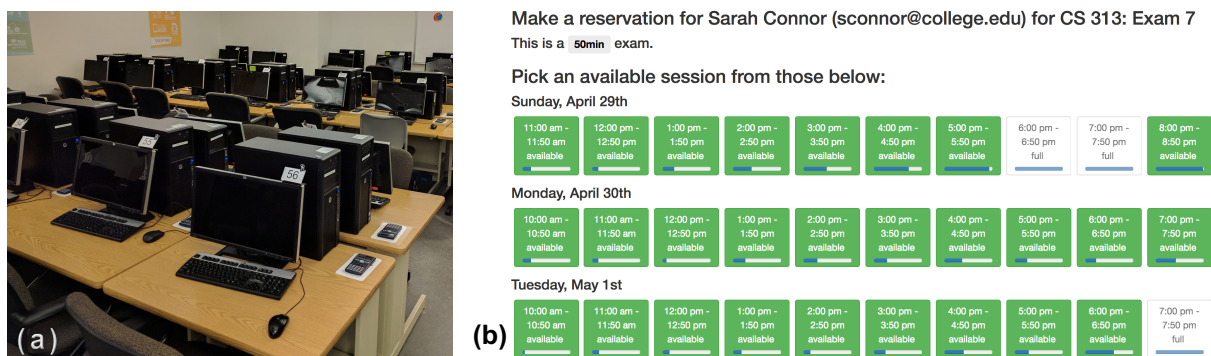 55
56
(a)
Make a reservation for Sarah Connor (sconnor@college.edu) for CS 313: Exam 7
This is a 50min exam.
Pick an available session from those below:
Sunday, April 29th
11:00 am - 12:00 pm - 1:00 pm - 2:00 pm - 3:00 pm - 4:00 pm - 5:00 pm - 6:00 pm - 7:00 pm - 8:00 pm -
11:50 am 12:50 pm 1:50 pm 2:50 pm 3:50 pm 4:50 pm 5:50 pm 6:50 pm 7:50 pm 8:50 pm
available available available available available available available full full available
Monday, April 30th
10:00 am - 11:00 am - 12:00 pm - 1:00 pm - 2:00 pm - 3:00 pm - 4:00 pm - 5:00 pm - 6:00 pm - 7:00 pm -
10:50 am 11:50 am 12:50 pm 1:50 pm 2:50 pm 3:50 pm 4:50 pm 5:50 pm 6:50 pm 7:50 pm
available available available available available available available available available available
Tuesday, May 1st
10:00 am - 11:00 am - 12:00 pm - 1:00 pm - 2:00 pm - 3:00 pm - 4:00 pm - 5:00 pm - 6:00 pm - 7:00 pm -
10:50 am 11:50 am 12:50 pm 1:50 pm 2:50 pm 3:50 pm 4:50 pm 5:50 pm 6:50 pm 7:50 pm
available available available available available available available available available full
(b)